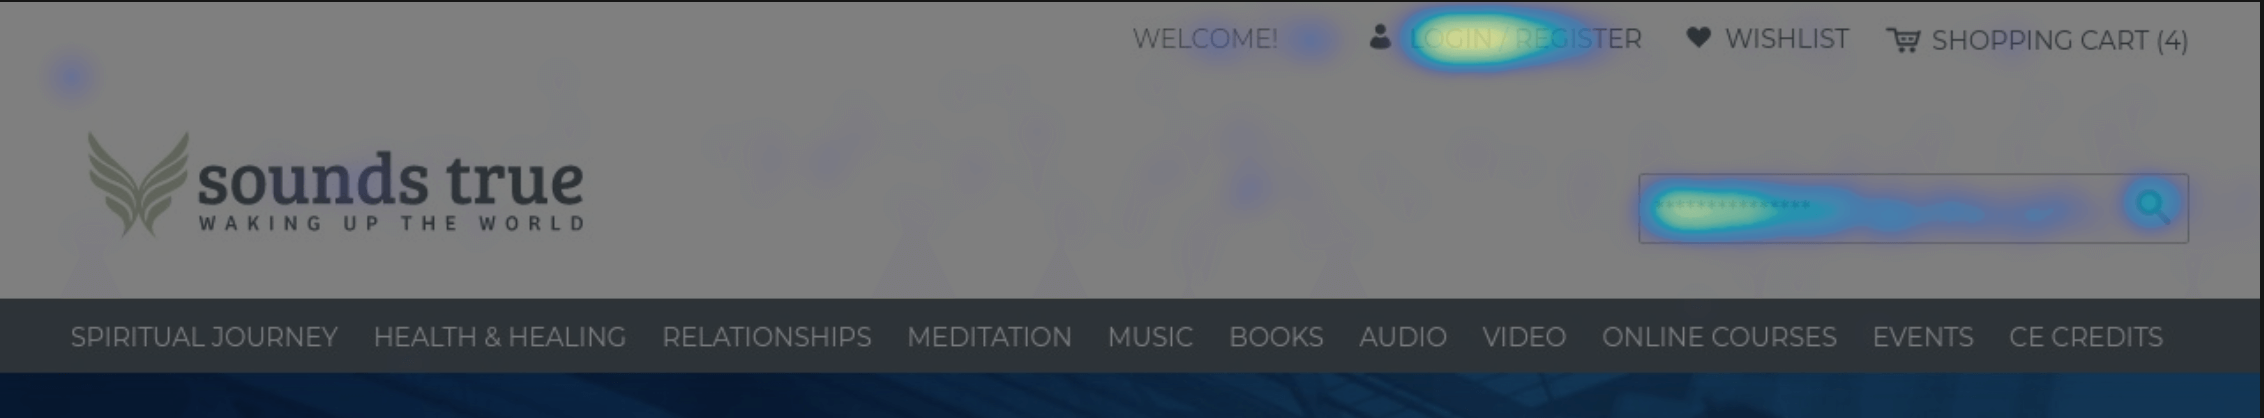 WELCOME! LOGIN / REGISTER WISHLIST SHOPPING CART (4)
sounds true
WAKING UP THE WORLD
SPIRITUAL JOURNEY HEALTH & HEALING RELATIONSHIPS MEDITATION MUSIC BOOKS AUDIO VIDEO ONLINE COURSES EVENTS CE CREDITS